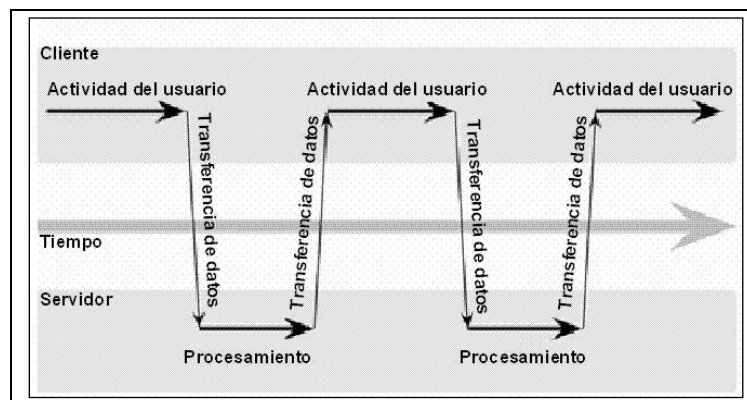 Cliente
Actividad del usuario
Actividad del usuario
Actividad del usuario
Transferencia de datos
Transferencia de datos
Transferencia de datos
Transferencia de datos
Tiempo
Servidor
Procesamiento
Procesamiento